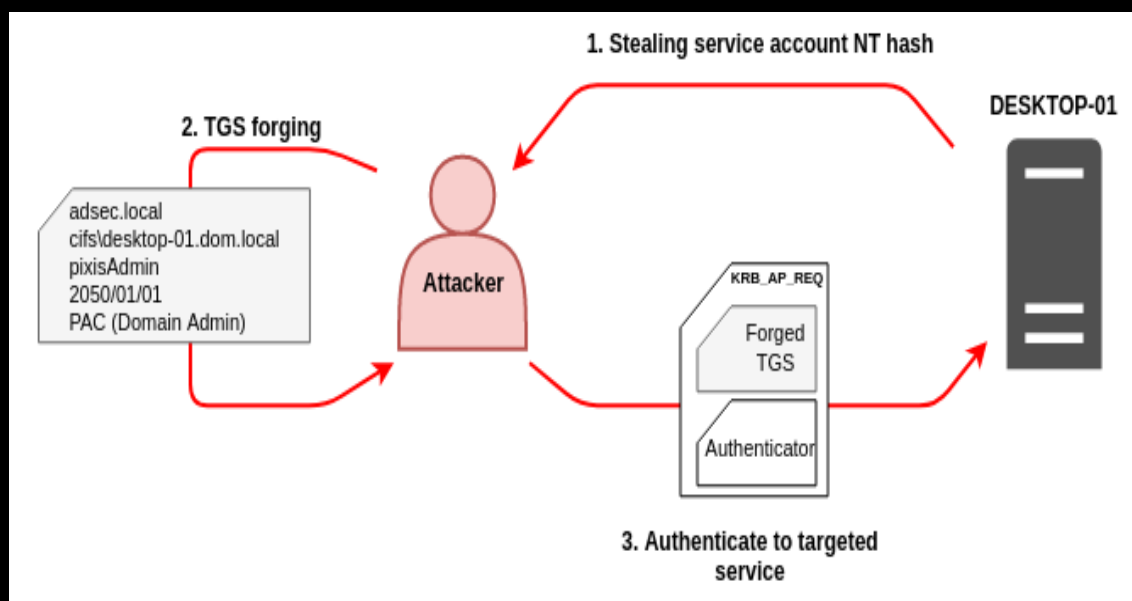 1. Stealing service account NT hash
DESKTOP-01
2. TGS forging
adsec.local
cifs\desktop-01.dom.local
pixisAdmin
2050/01/01
PAC (Domain Admin)
Attacker
KRB_AP_REQ
Forged
TGS
Authenticator
3. Authenticate to targeted
service